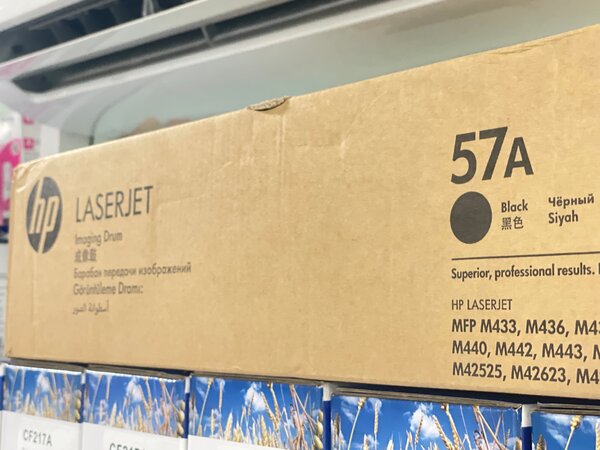 hp
LASERJET
Imaging Drum
成像鼓
Барабан передачи изображений
Görüntüleme Dramı:
أسطوانة الصور
57A
Black
黑色
Чёрный
Siyah
Superior, professional results.
HP LASERJET
MFP M433, M436,
M440, M442, M443,
M42525, M42623,
CF217A